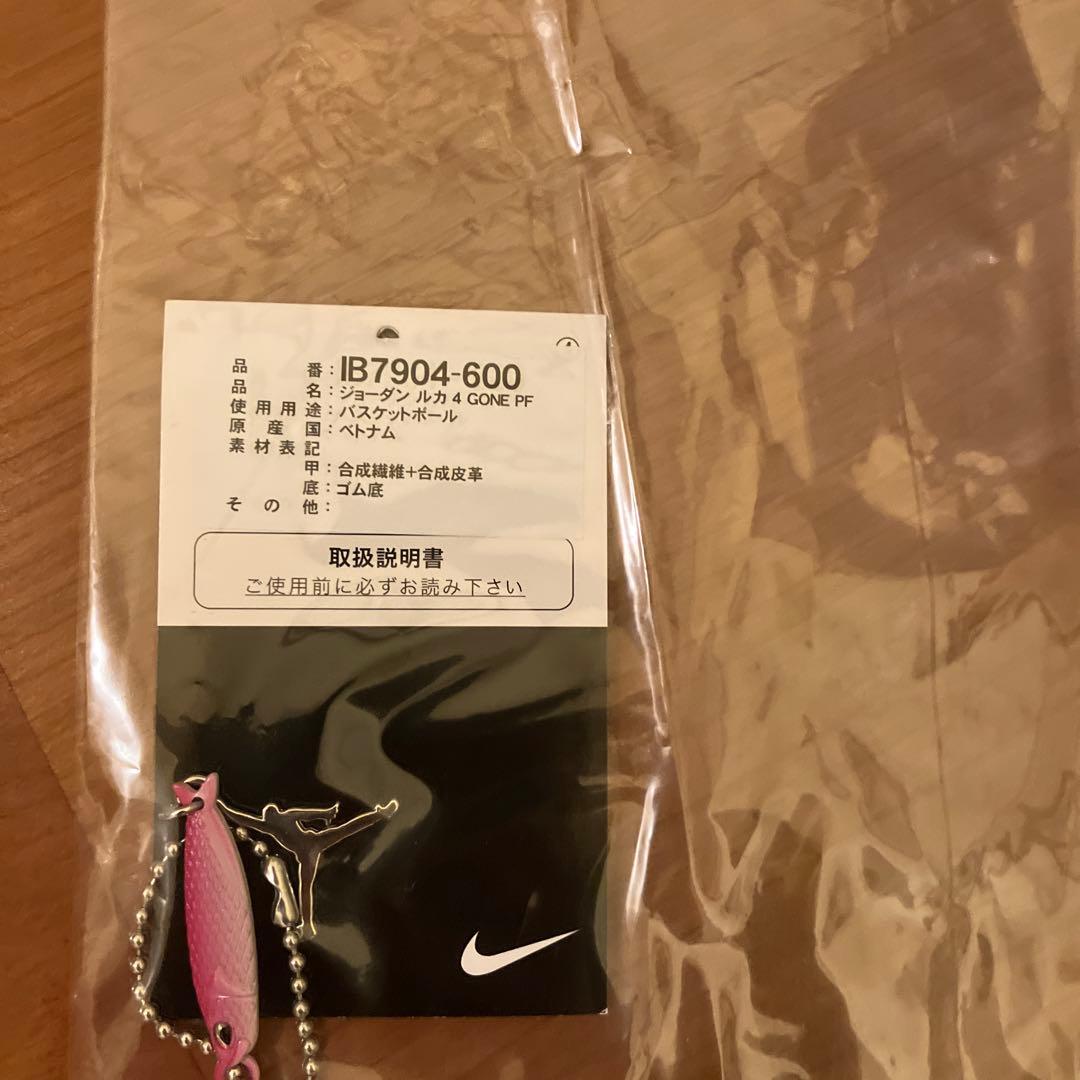 品番：IB7904-600
品名：ジョーダン ルカ 4 GONE PF
使用用途：バスケットボール
原産国：ベトナム
素材表記
甲：合成繊維+合成皮革
底：ゴム底
その他：
取扱説明書
ご使用前に必ずお読み下さい